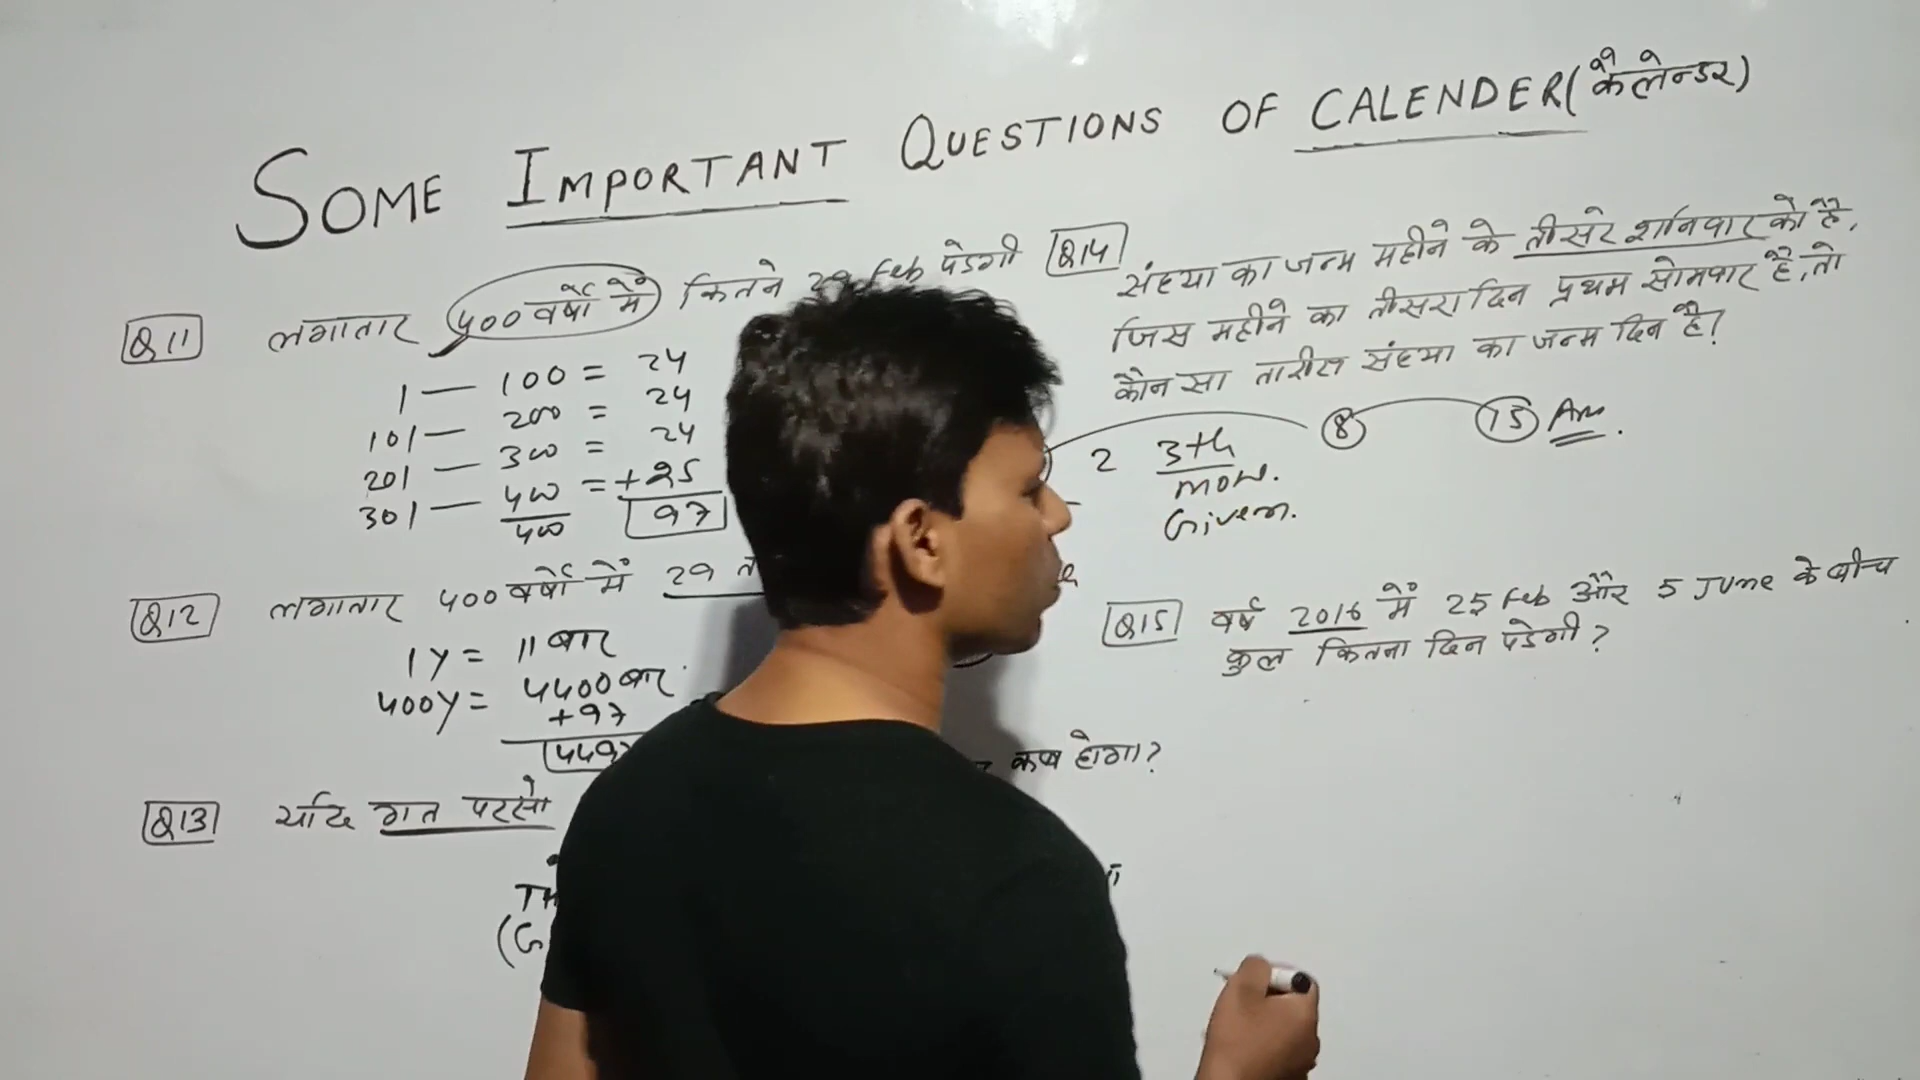 SOME IMPORTANT QUESTIONS OF CALENDER (कैलेन्डर)
Q11 लगातार 400 वर्षो में कितने 29 Feb पडेगी
1 — 100 = 24
101 — 200 = 24
201 — 300 = 24
301 — 400 = +25
400 97
Q12 लगातार 400 वर्षो में 29
1Y = 11 बार
400Y = 4400 बार
+97
4497
Q13 यदि गत परसो
कब होगा?
TH
(G
Q14 संध्या का जन्म महीने के तीसरे शनिवार को है,
जिस महीने का तीसरा दिन प्रथम सोमवार है, तो
कौन सा तारीख संध्या का जन्म दिन है?
2 3th 8 15 Ans.
mon.
Given.
Q15 वर्ष 2016 में 25 Feb और 5 June के बीच
कुल कितना दिन पडेगी?